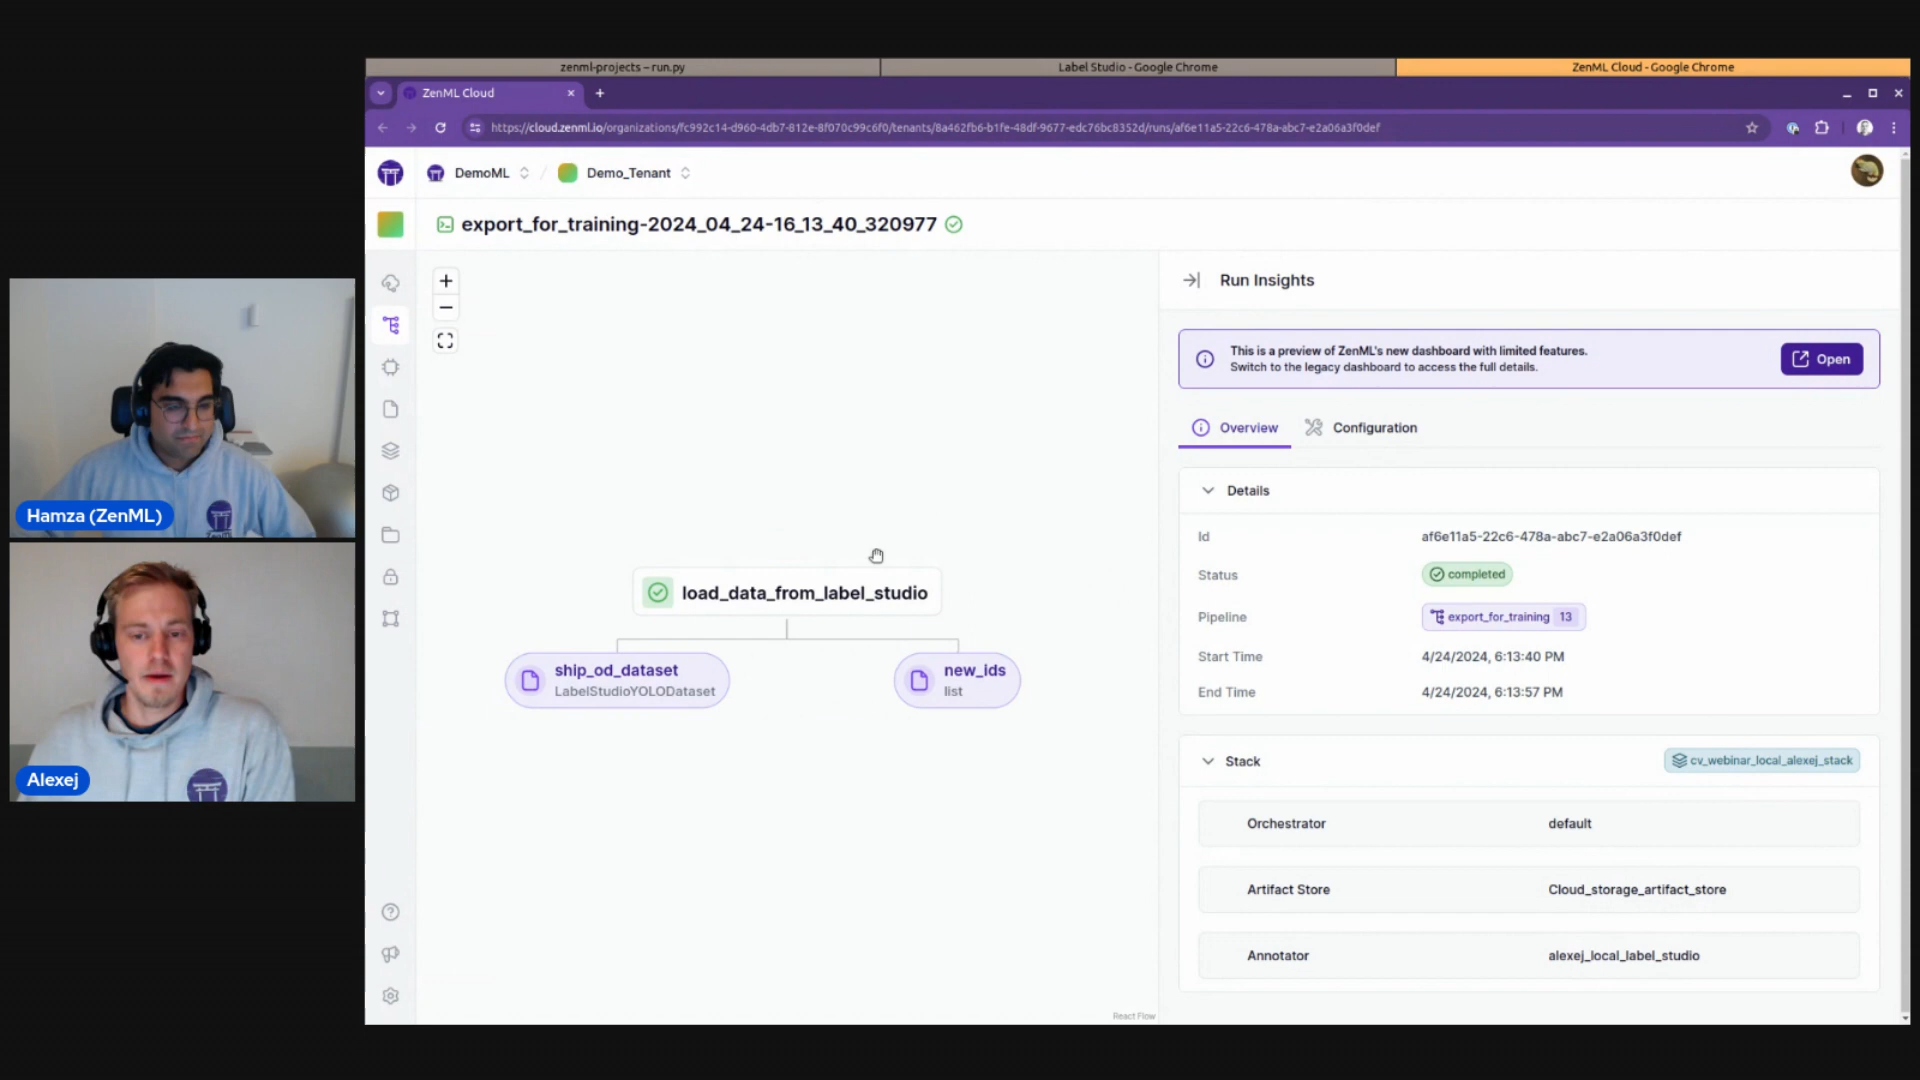 zenml-projects – run.py
Label Studio - Google Chrome
ZenML Cloud - Google Chrome
ZenML Cloud
https://cloud.zenml.io/organizations/fc992c14-d960-4db7-812e-8f070c99c6f0/tenants/8a462fb6-b1fe-48df-9677-edc76bc8352d/runs/af6e11a5-22c6-478a-abc7-e2a06a3f0def
DemoML / Demo_Tenant
export_for_training-2024_04_24-16_13_40_320977
Run Insights
This is a preview of ZenML's new dashboard with limited features.
Switch to the legacy dashboard to access the full details.
Open
Overview
Configuration
Details
Id af6e11a5-22c6-478a-abc7-e2a06a3f0def
Status completed
Pipeline export_for_training 13
Start Time 4/24/2024, 6:13:40 PM
End Time 4/24/2024, 6:13:57 PM
Stack cv_webinar_local_alexej_stack
Orchestrator default
Artifact Store Cloud_storage_artifact_store
Annotator alexej_local_label_studio
load_data_from_label_studio
ship_od_dataset
LabelStudioYOLODataset
new_ids
list
React Flow
Hamza (ZenML)
Alexej